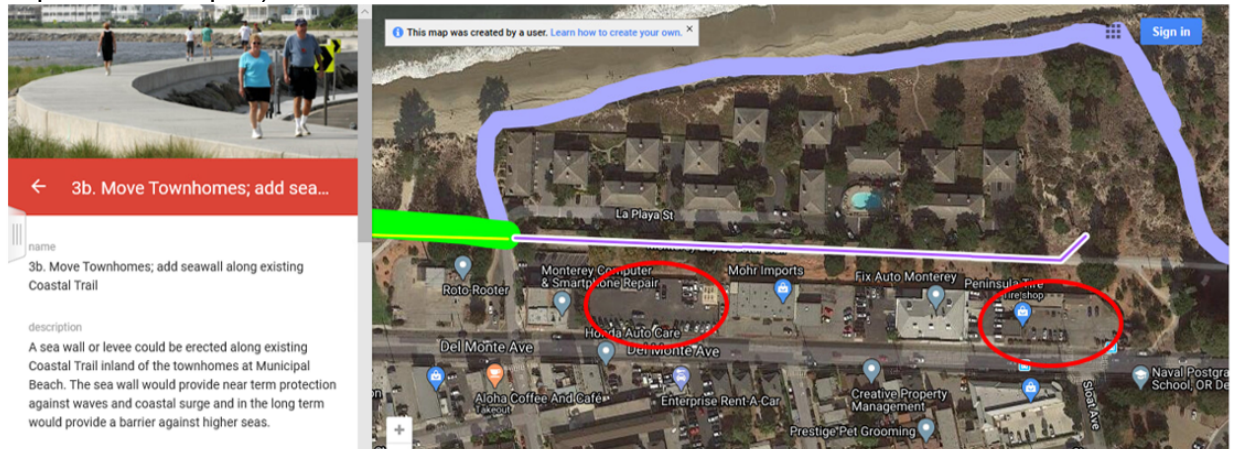 This map was created by a user. Learn how to create your own. ×
Sign in
3b. Move Townhomes; add sea...
name
3b. Move Townhomes; add seawall along existing
Coastal Trail
description
A sea wall or levee could be erected along existing
Coastal Trail inland of the townhomes at Municipal
Beach. The sea wall would provide near term protection
against waves and coastal surge and in the long term
would provide a barrier against higher seas.
La Playa St
Roto-Rooter
Monterey Computer
& Smartphone Repair
Mohr Imports
Fix Auto Monterey
Peninsula Tire
Tire shop
Honda Auto Care
Del Monte Ave
Del Monte Ave
Aloha Coffee And Cafe
Takeout
Enterprise Rent-A-Car
Creative Property
Management
Prestige Pet Grooming
Sloat Ave
Naval Postgra
School, OR De
+